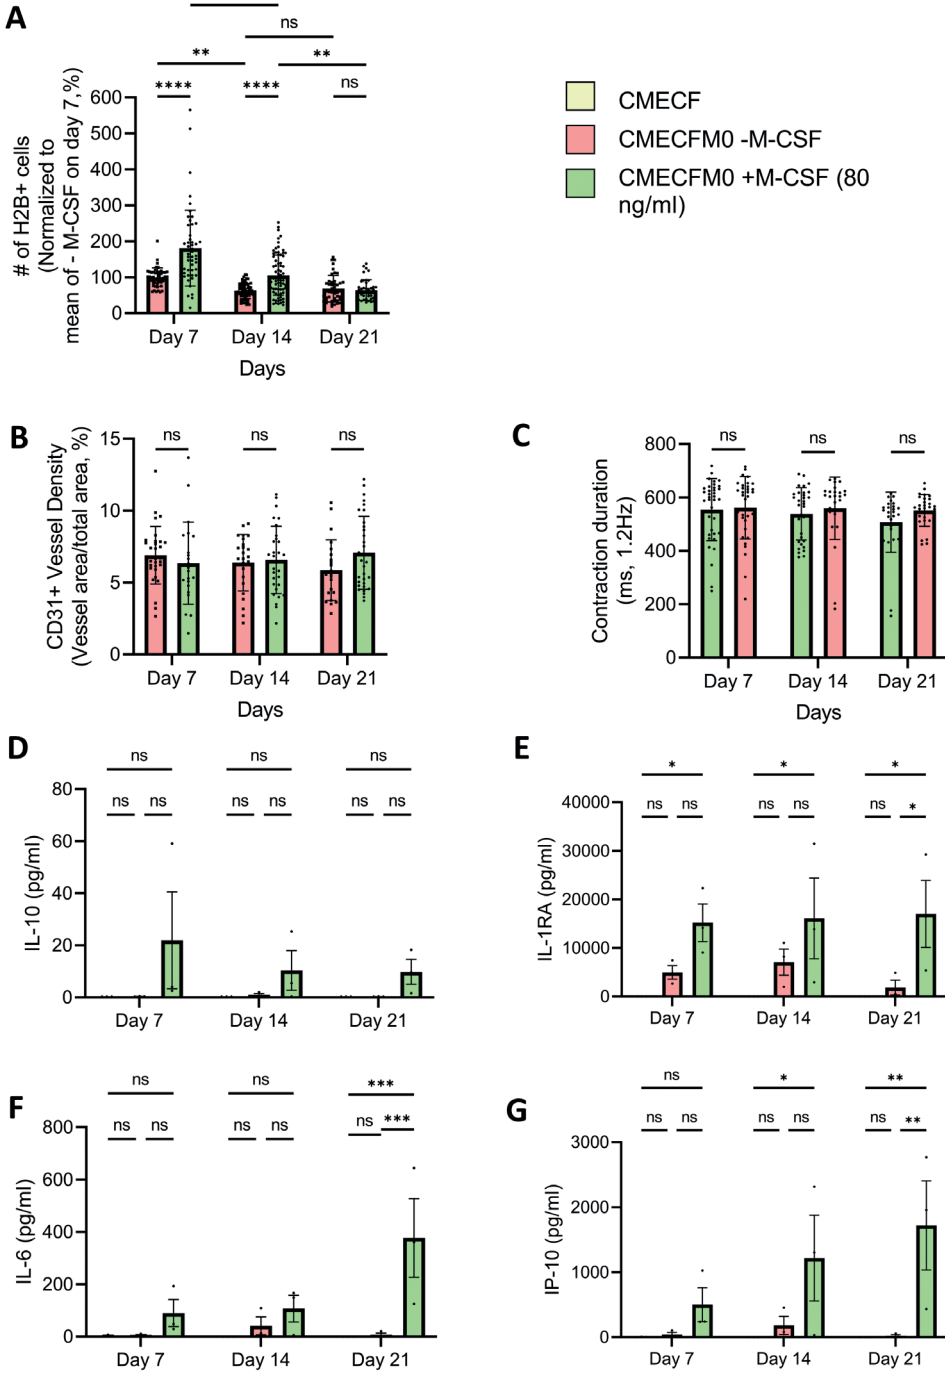 A
ns
**
**
****
****
ns
# of H2B+ cells
(Normalized to
mean of - M-CSF on day 7,%)
600
500
400
300
200
100
0
Day 7
Day 14
Day 21
Days
CMECF
CMECFM0 -M-CSF
CMECFM0 +M-CSF (80
ng/ml)
B
ns
ns
ns
CD31+ Vessel Density
(Vessel area/total area, %)
15
10
5
0
Day 7
Day 14
Day 21
Days
C
ns
ns
ns
Contraction duration
(ms, 1.2Hz)
800
600
400
200
0
Day 7
Day 14
Day 21
Days
D
ns
ns
ns
ns
ns
ns
ns
ns
ns
IL-10 (pg/ml)
80
60
40
20
0
Day 7
Day 14
Day 21
E
*
*
*
ns
ns
ns
ns
ns
*
IL-1RA (pg/ml)
40000
30000
20000
10000
0
Day 7
Day 14
Day 21
F
ns
ns
***
ns
ns
ns
ns
ns
***
IL-6 (pg/ml)
800
600
400
200
0
Day 7
Day 14
Day 21
G
ns
*
**
ns
ns
ns
ns
ns
**
IP-10 (pg/ml)
3000
2000
1000
0
Day 7
Day 14
Day 21